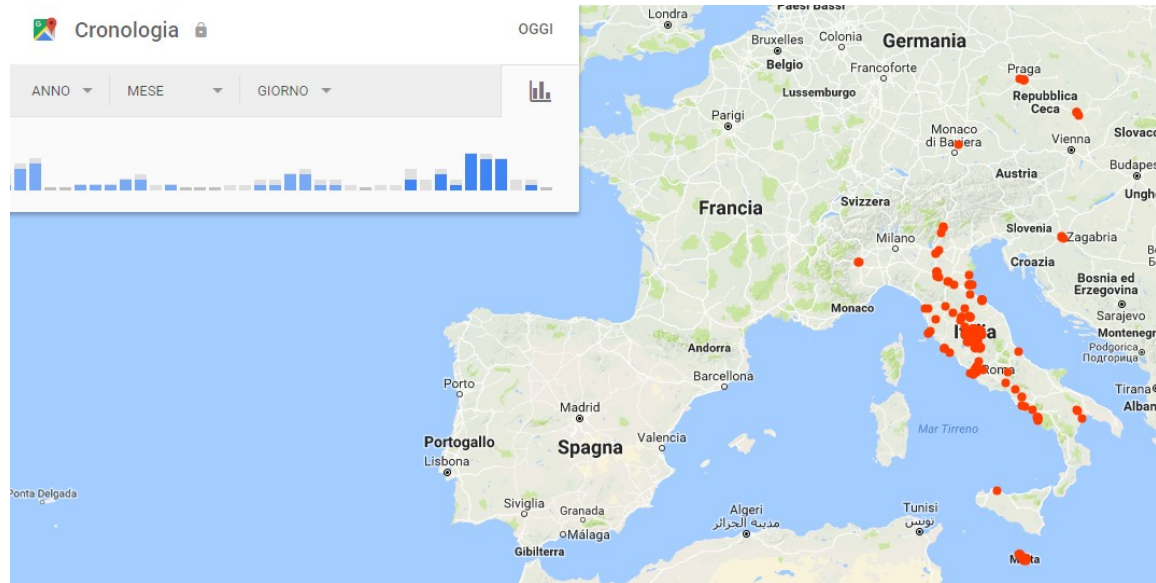 Cronologia
OGGI
ANNO
MESE
GIORNO
Londra
Paesi Bassi
Bruxelles
Belgio
Colonia
Germania
Francoforte
Lussemburgo
Praga
Repubblica
Ceca
Parigi
Monaco
di Baviera
Vienna
Slovacc
Budapes
Austria
Ungh
Francia
Svizzera
Milano
Slovenia
Zagabria
Croazia
Bosnia ed
Erzegovina
Sarajevo
Monaco
Montenegr
Podgorica
Подгорица
Italia
Andorra
Roma
Barcellona
Tirana
Alban
Porto
Madrid
Mar Tirreno
Portogallo
Lisbona
Spagna
Valencia
Ponta Delgada
Siviglia
Granada
Málaga
Gibilterra
Algeri
مدينة الجزائر
Tunisi
تونس
Malta